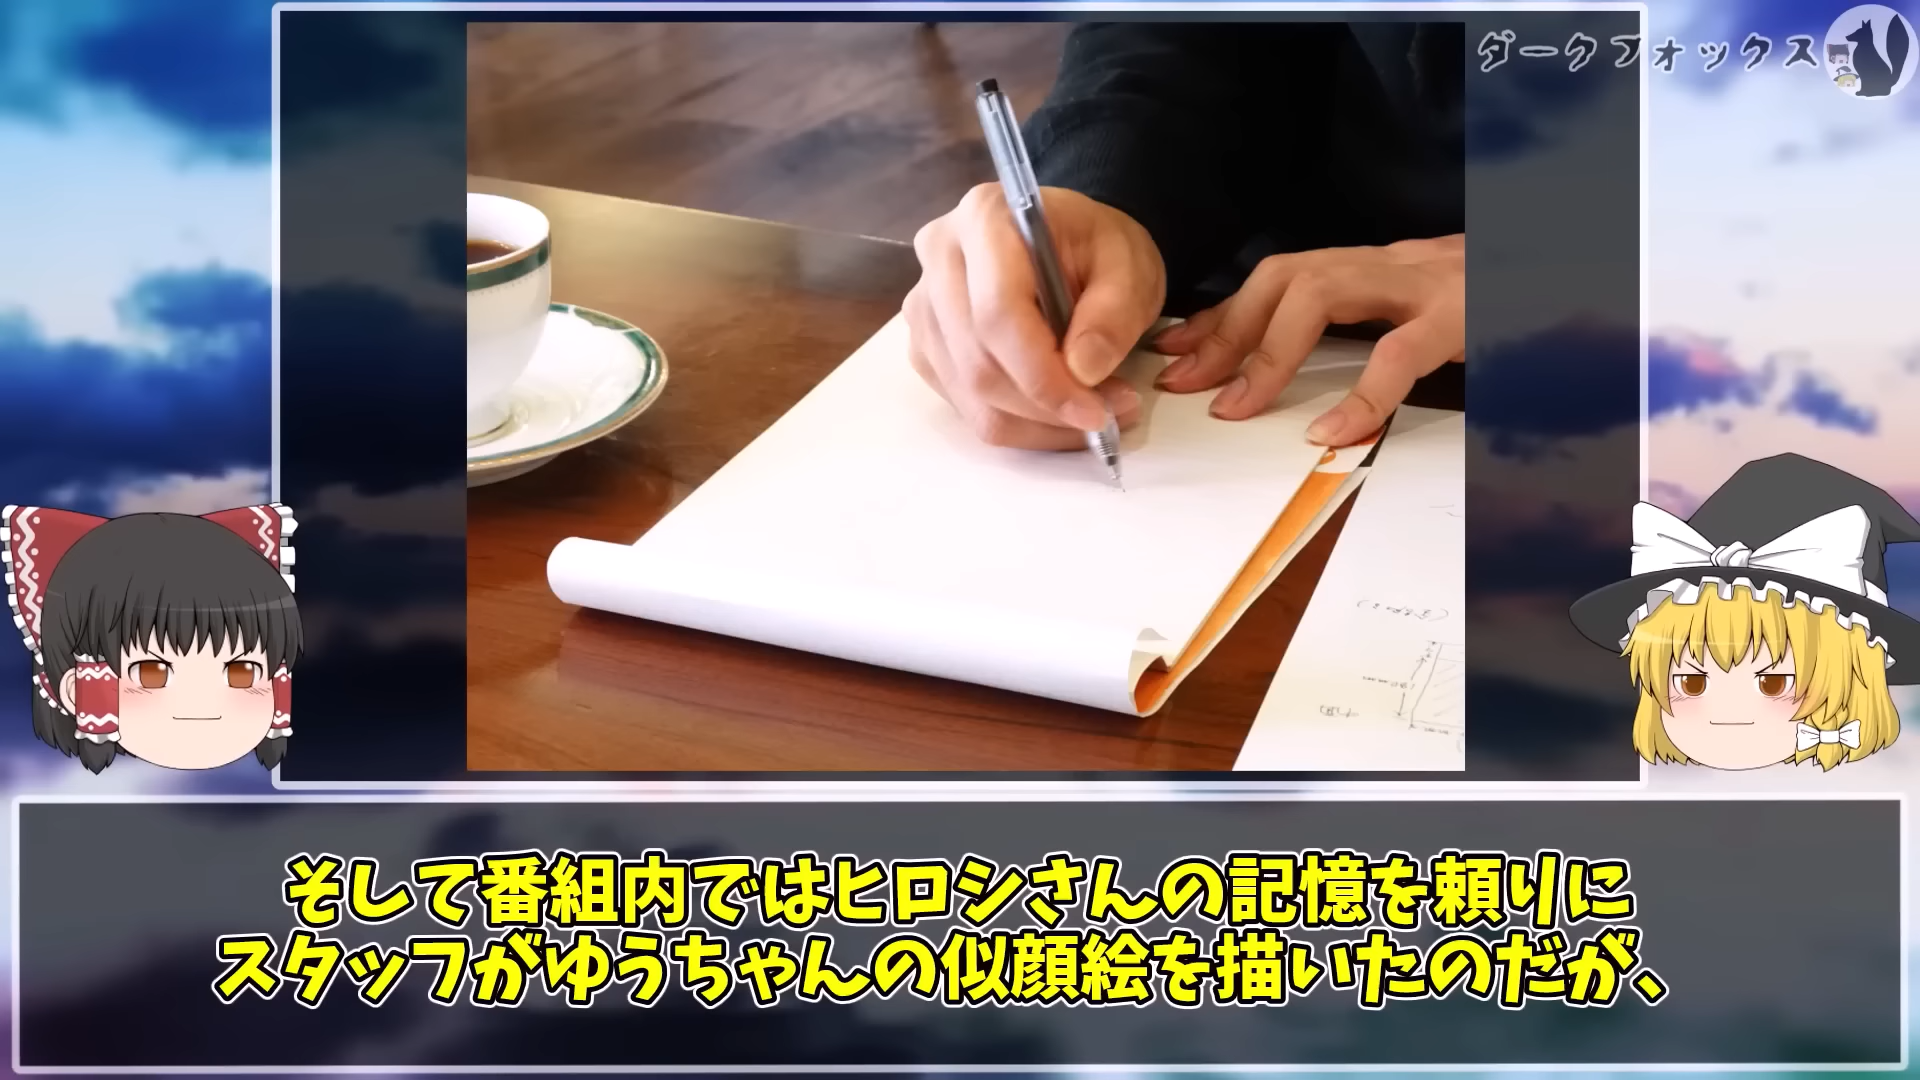 ダークフォックス
そして番組内ではヒロシさんの記憶を頼りに
スタッフがゆうちゃんの似顔絵を描いたのだが、